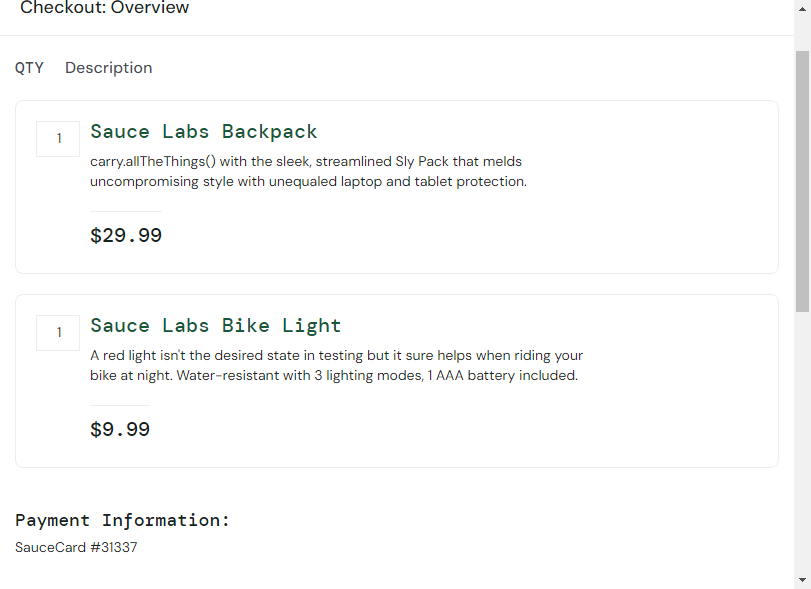 Checkout: Overview
QTY Description
1 Sauce Labs Backpack
carry.allTheThings() with the sleek, streamlined Sly Pack that melds
uncompromising style with unequaled laptop and tablet protection.
$29.99
1 Sauce Labs Bike Light
A red light isn't the desired state in testing but it sure helps when riding your
bike at night. Water-resistant with 3 lighting modes, 1 AAA battery included.
$9.99
Payment Information:
SauceCard #31337